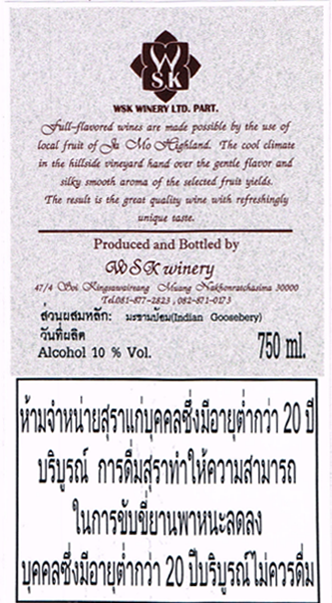 W
S.K
WSK WINERY LTD. PART.
Full-flavored wines are made possible by the use of
local fruit of Ju Mo Highland. The cool climate
in the hillside vineyard hand over the gentle flavor and
silky smooth aroma of the selected fruit yields.
The result is the great quality wine with refreshingly
unique taste.
Produced and Bottled by
WSK winery
47/4 Soi Kingsawaireang Muang Nakhonratchasima 30000
Tel.081-877-2823 , 082-871-0173
ส่วนผสมหลัก: มะขามป้อม(Indian Goosebery)
วันที่ผลิต
Alcohol 10 % Vol. 750 ml.
ห้ามจำหน่ายสุราแก่บุคคลซึ่งมีอายุต่ำกว่า 20 ปี
บริบูรณ์ การดื่มสุราทำให้ความสามารถ
ในการขับขี่ยานพาหนะลดลง
บุคคลซึ่งมีอายุต่ำกว่า 20 ปีบริบูรณ์ไม่ควรดื่ม